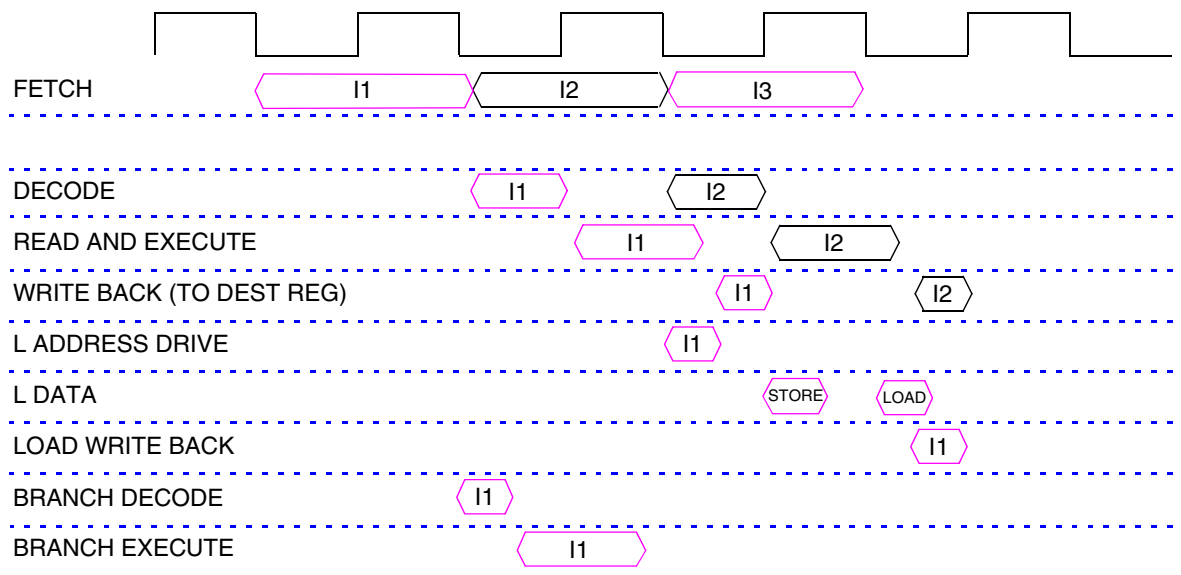 FETCH I1 I2 I3
DECODE I1 I2
READ AND EXECUTE I1 I2
WRITE BACK (TO DEST REG) I1 I2
L ADDRESS DRIVE I1
L DATA STORE LOAD
LOAD WRITE BACK I1
BRANCH DECODE I1
BRANCH EXECUTE I1